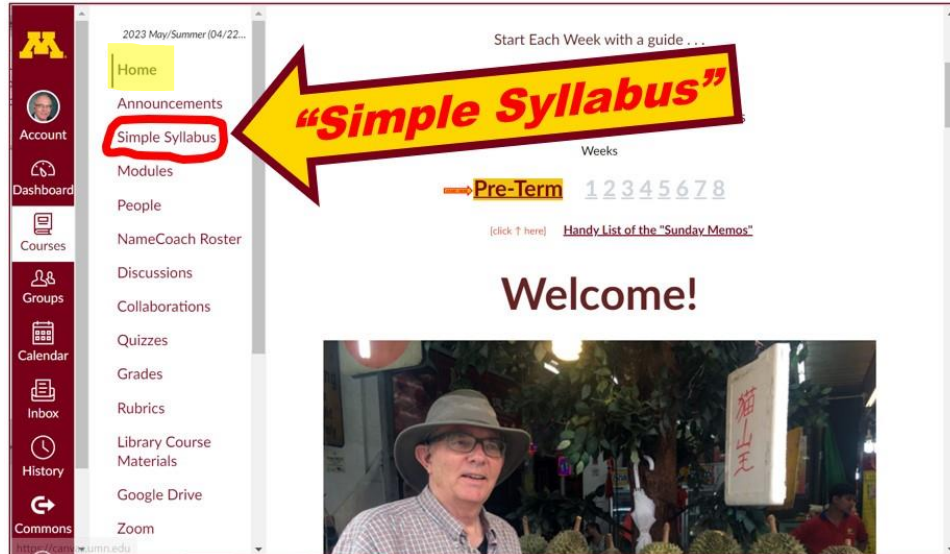 2023 May/Summer (04/22...
Home
Announcements
Simple Syllabus
Modules
People
NameCoach Roster
Discussions
Collaborations
Quizzes
Grades
Rubrics
Library Course
Materials
Google Drive
Zoom
M
Account
Dashboard
Courses
Groups
Calendar
Inbox
History
Commons
Start Each Week with a guide . . .
"Simple Syllabus"
Weeks
Pre-Term 1 2 3 4 5 6 7 8
[click ↑ here] Handy List of the "Sunday Memos"
Welcome!
猫山王